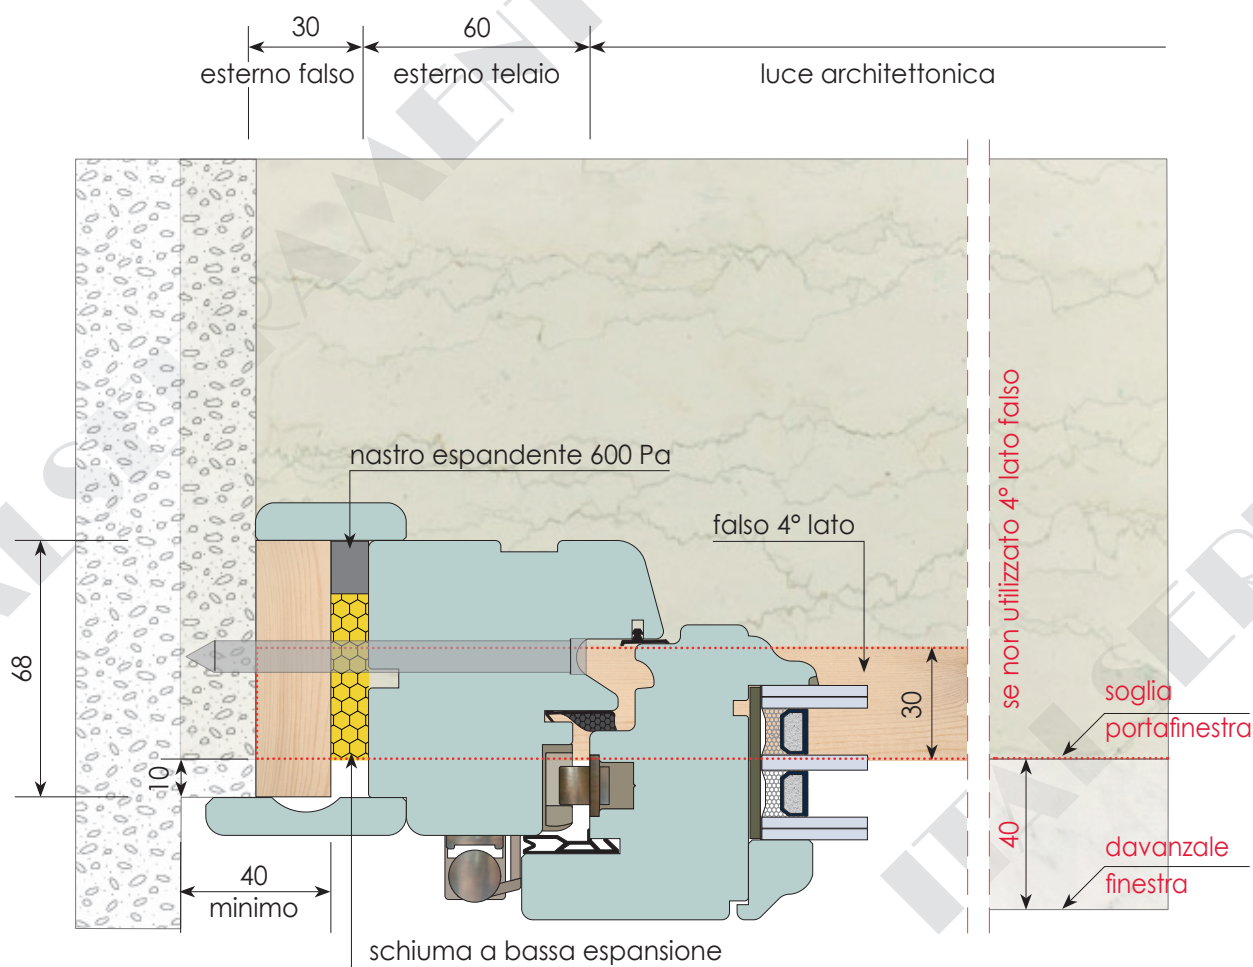 30
60
esterno falso
esterno telaio
luce architettonica
nastro espandente 600 Pa
falso 4° lato
se non utilizzato 4° lato falso
68
30
soglia
portafinestra
10
40
40
minimo
davanzale
finestra
schiuma a bassa espansione